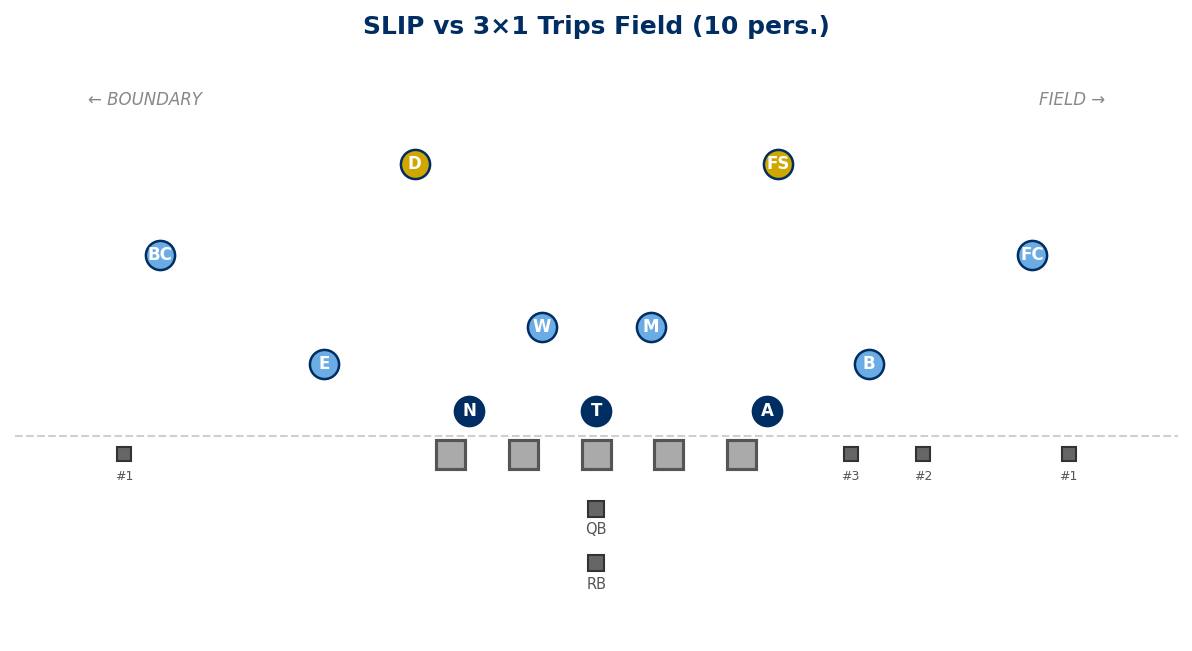 SLIP vs 3×1 Trips Field (10 pers.)
← BOUNDARY
FIELD →
D
FS
BC
FC
W
M
E
B
N
T
A
#1
#3
#2
#1
QB
RB